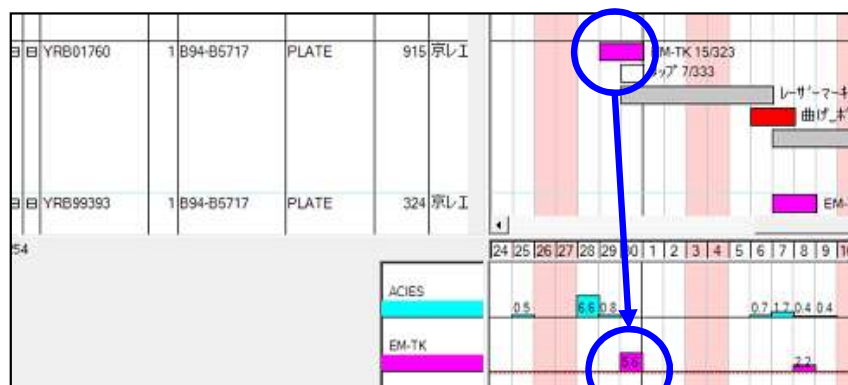 YRB01760 1 B94-B5717 PLATE 915 京レエ
EM-TK 15/323
タップ 7/333
レーザーマーキ
曲げ_ボ
YRB99393 1 B94-B5717 PLATE 324 京レエ
EM-
54
24 25 26 27 28 29 30 1 2 3 4 5 6 7 8 9 10
ACIES
0.5 6.6 0.8 0.7 1.7 0.4 0.4
EM-TK
5.6 2.2